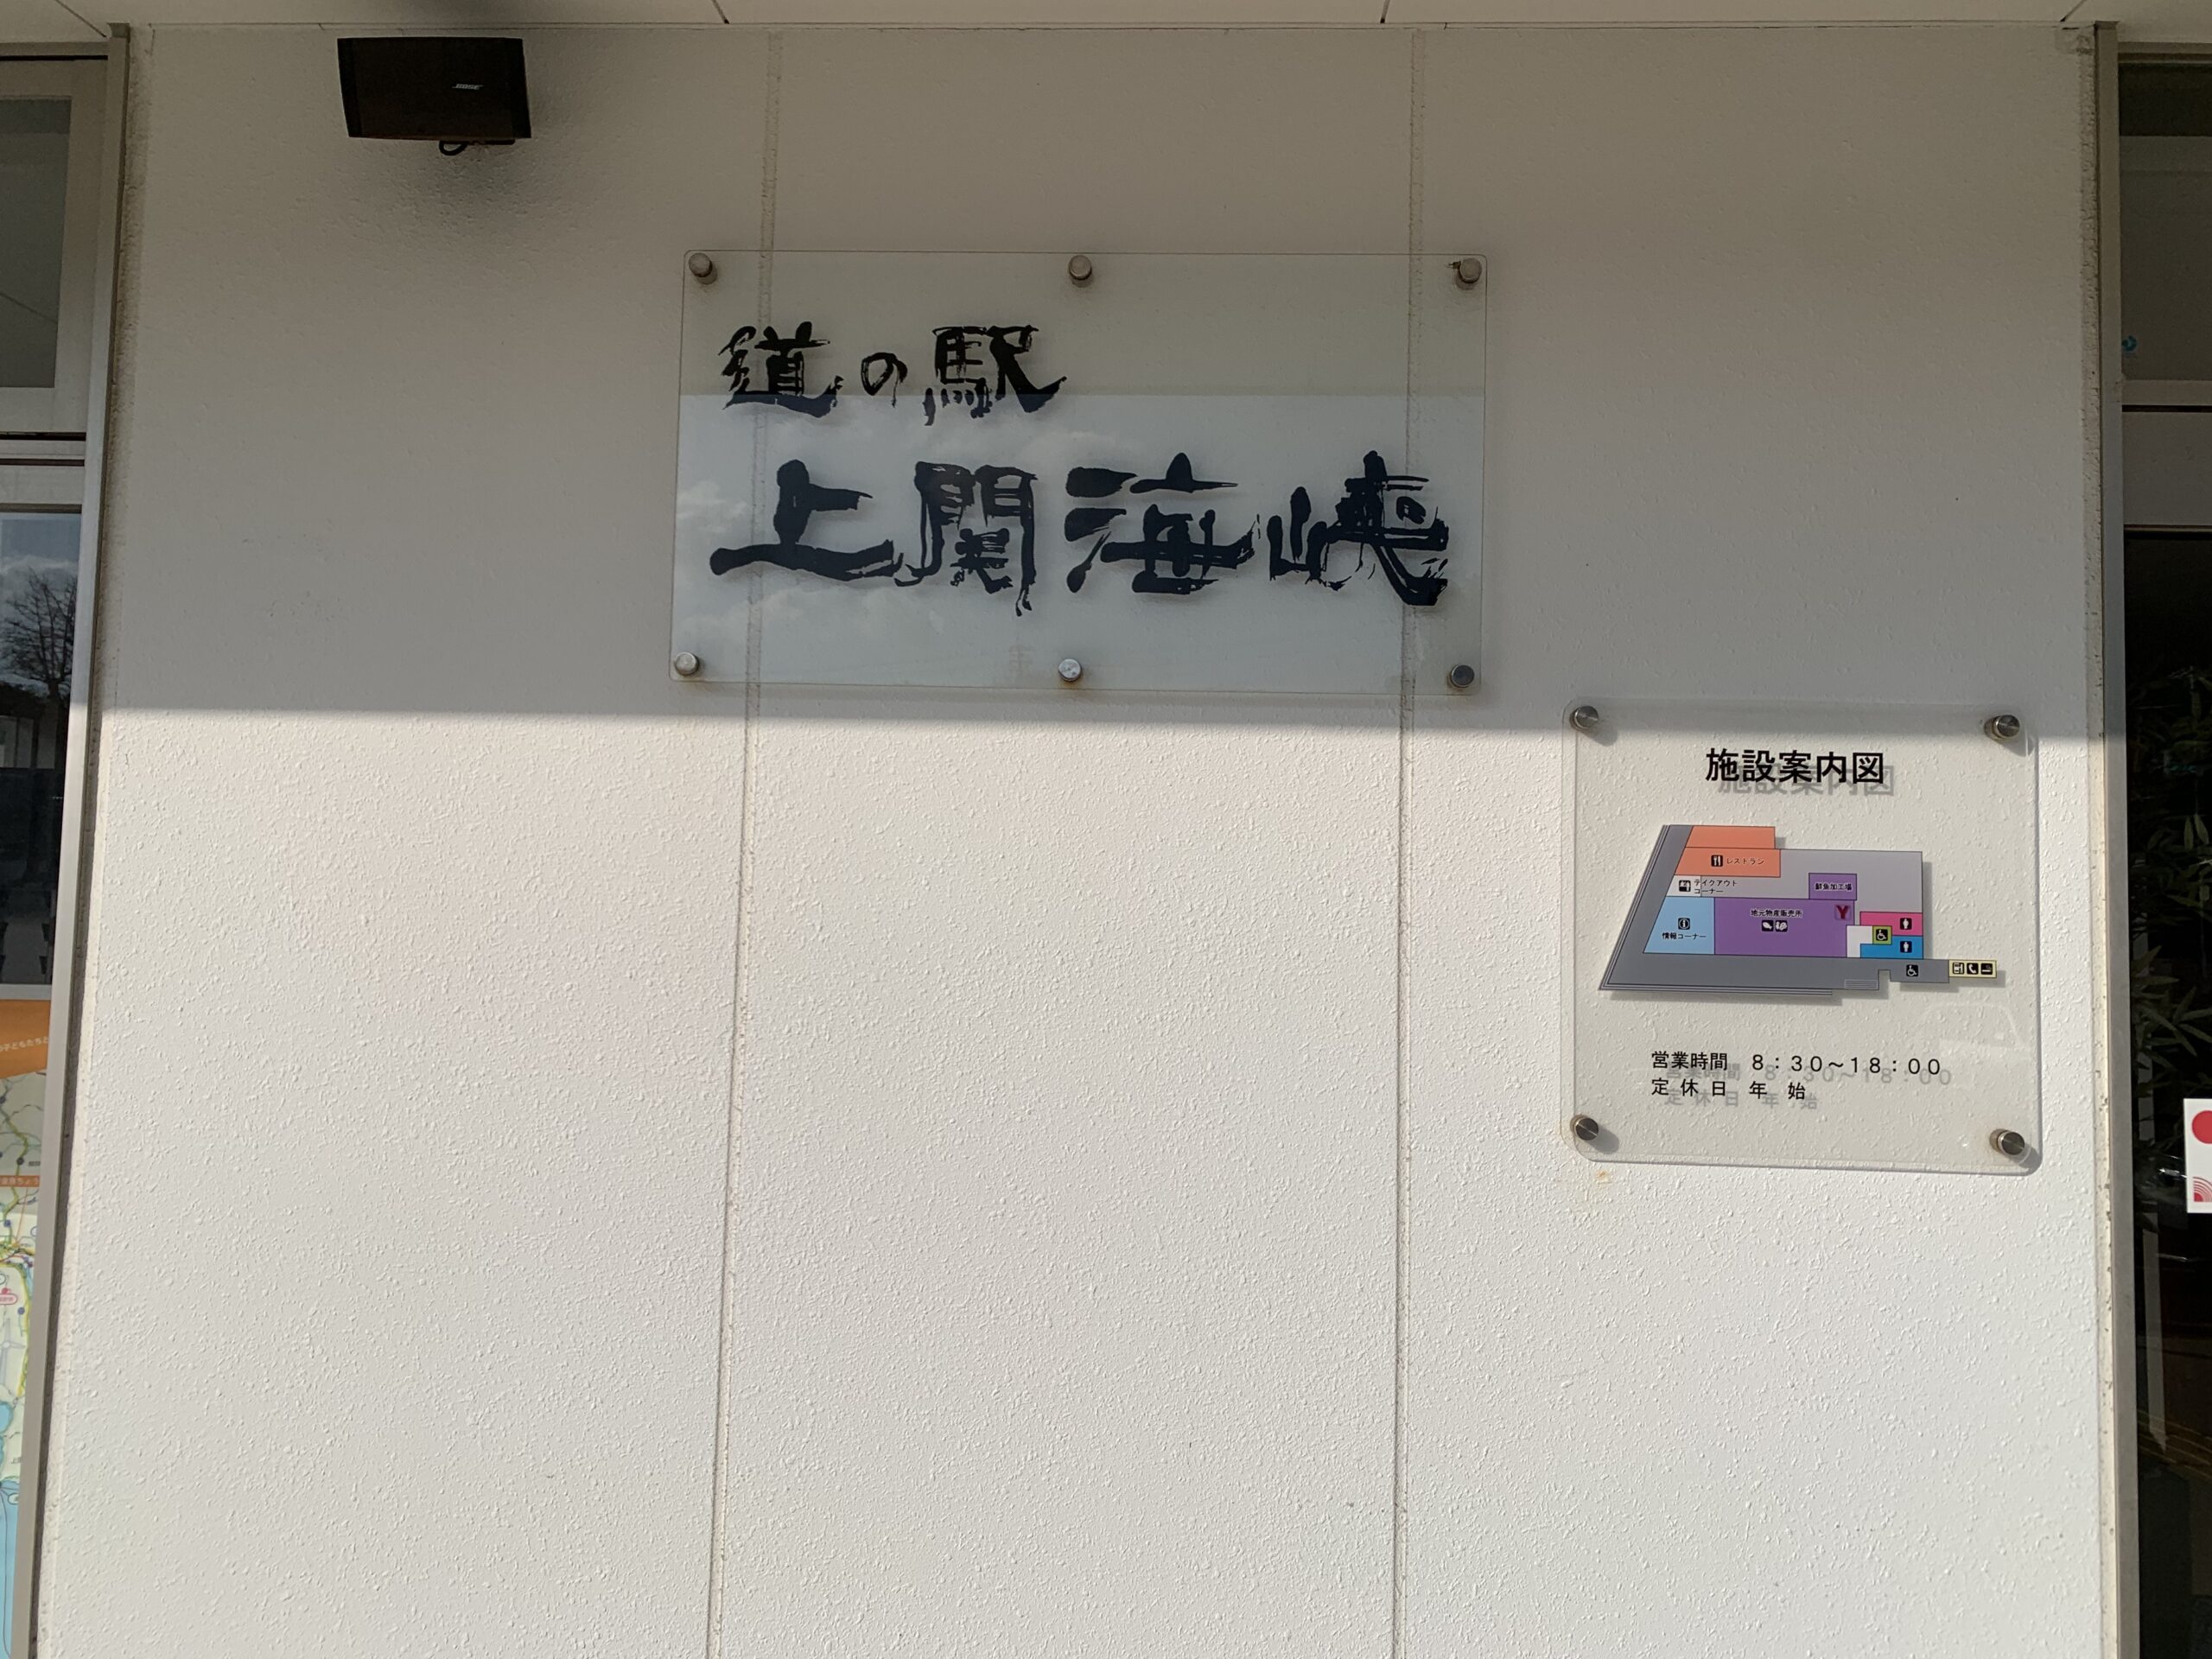 BOSE
道の駅
上関海峡
施設案内図
レストラン
テイクアウト
コーナー
鮮魚加工場
地元物産販売所
情報コーナー
営業時間 8:30〜18:00
定休日 年始